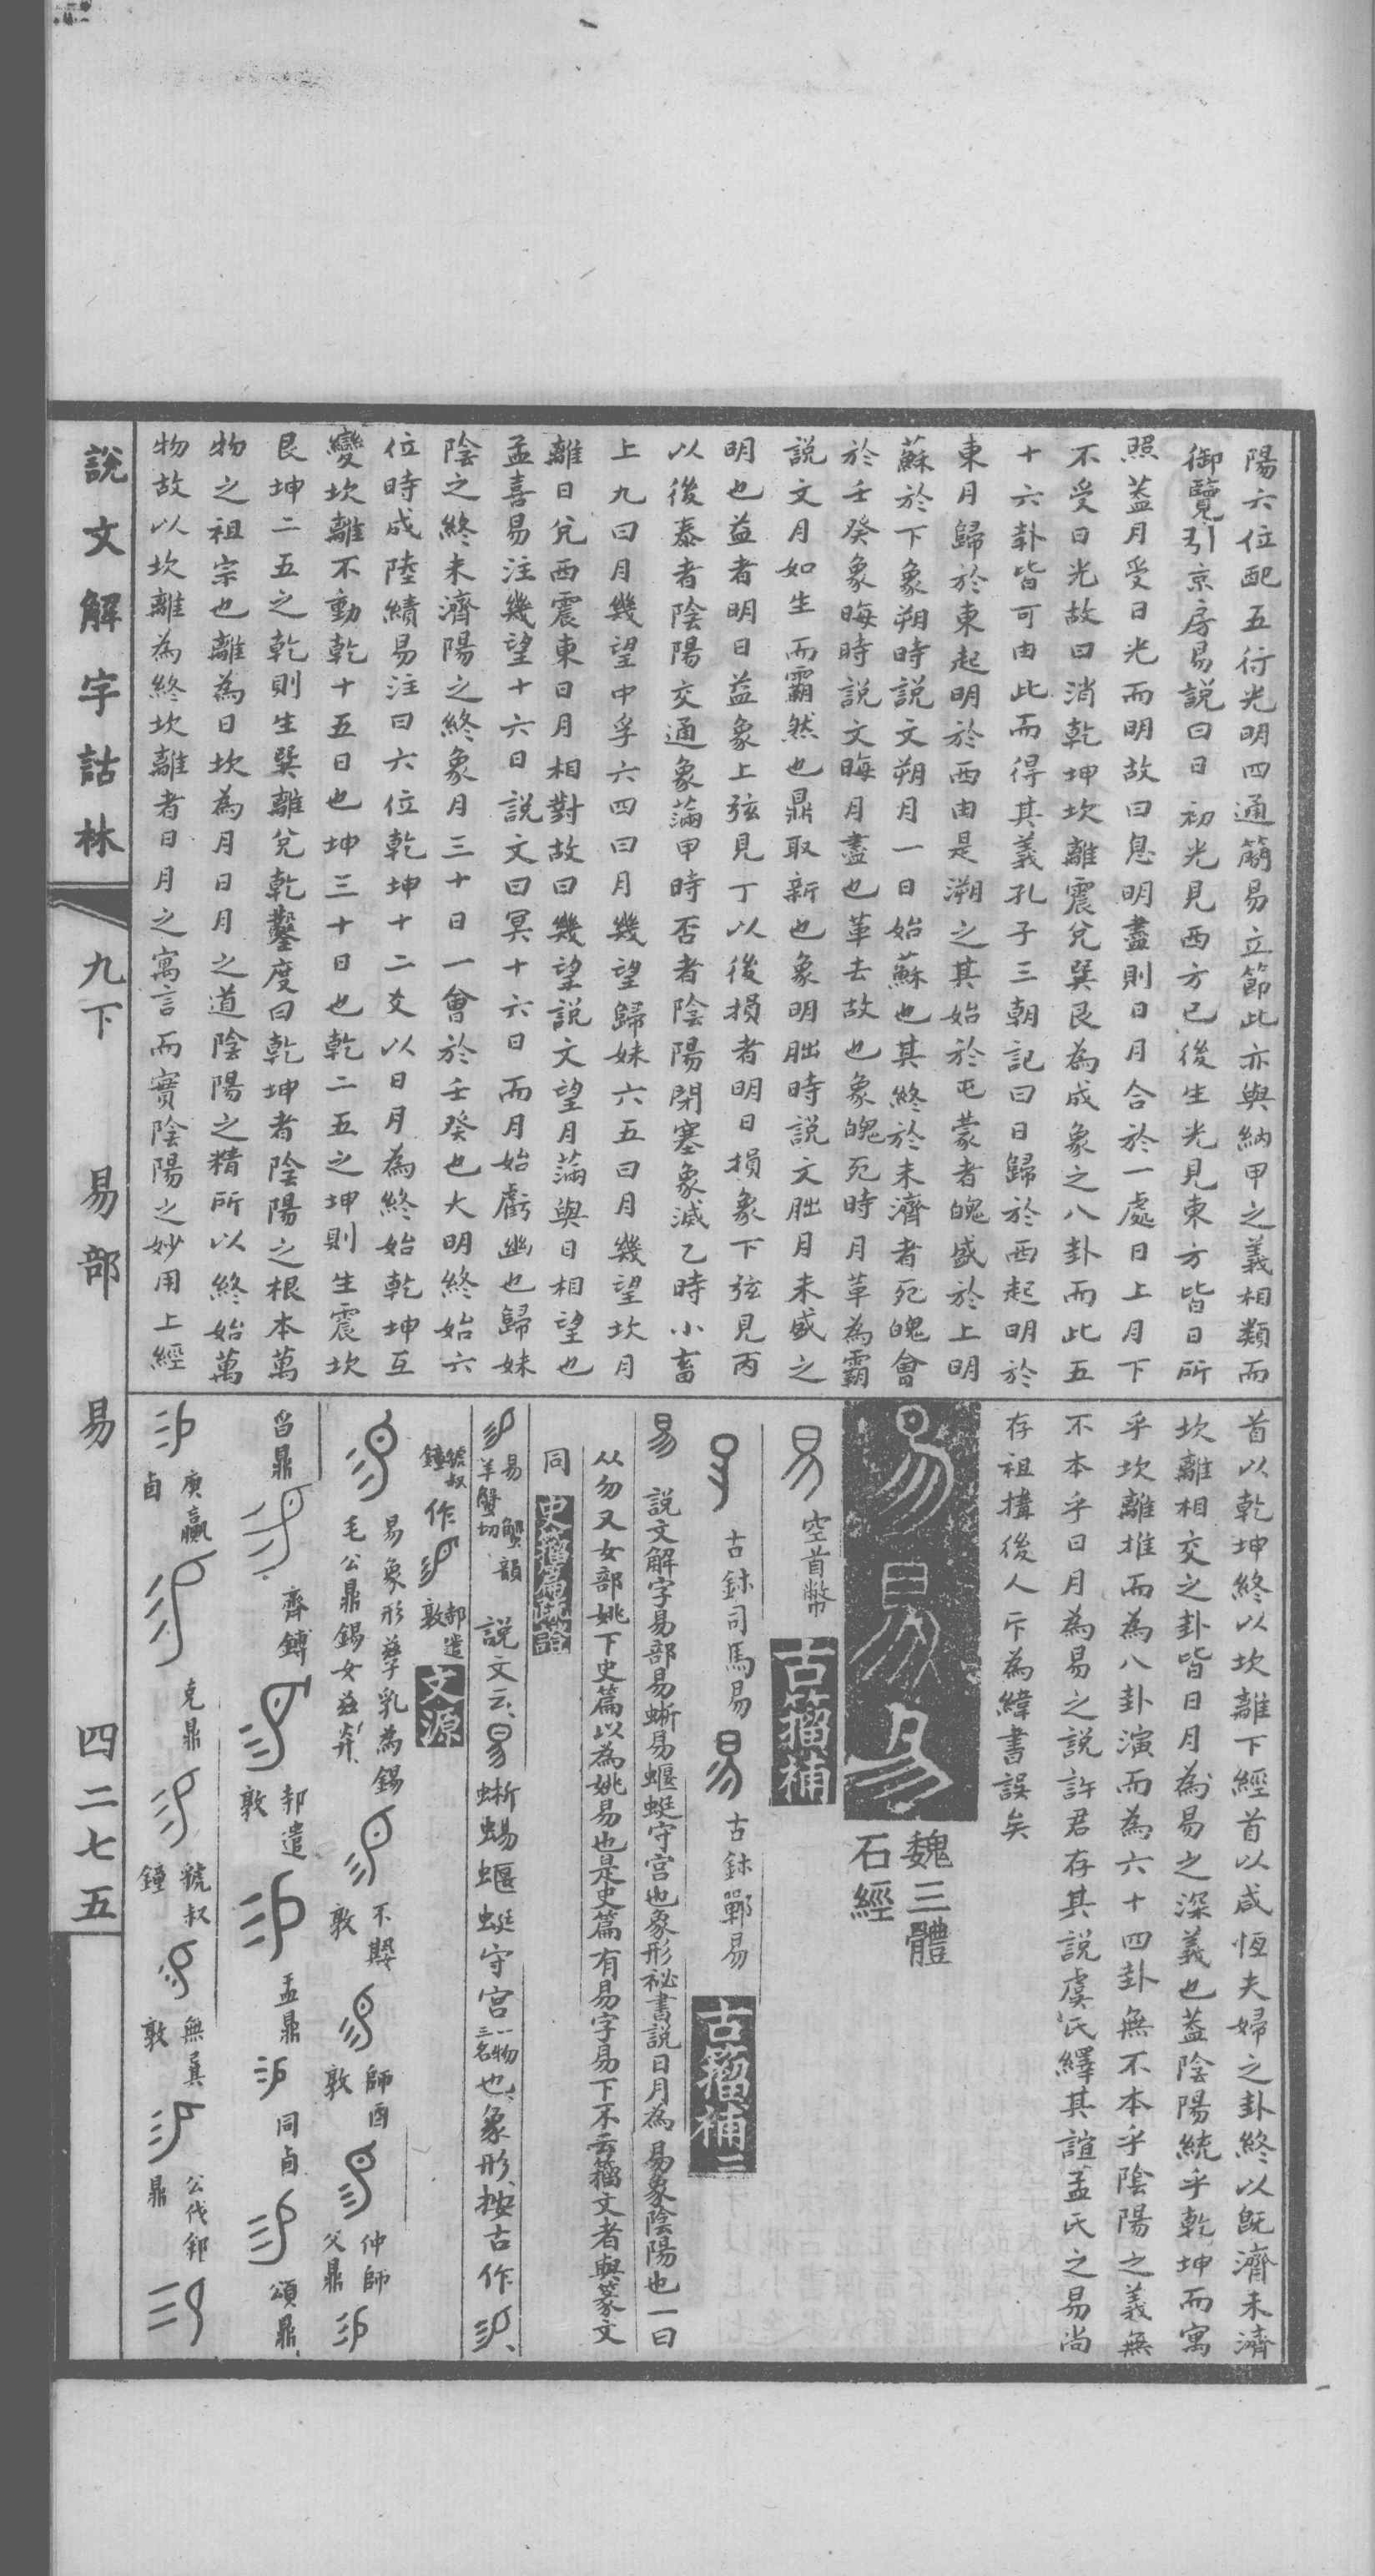 陽六位配五行光明四通簡易立節此亦與納甲之義相類而
御覽引京房易說曰日初光見西方已後生光見東方皆日所
照葢月受日光而明故曰息明盡則日月合於一處日上月下
不受日光故曰消乾坤坎離震兌巽艮為成象之八卦而此五
十六卦皆可由此而得其義孔子三朝記曰日歸於西起明於
東月歸於東起明於西由是溯之其始於屯蒙者魄盛於上明
蘇於下象朔時說文朔月一日始蘇也其終於未濟者死魄會
於壬癸象晦時說文晦月盡也革去故也象魄死時月革為霸
說文月如生而霸然也鼎取新也象明朏時說文朏月未盛之
明也益者明日益象上弦見丁以後損者明日損象下弦見丙
以後泰者陰陽交通象滿甲時否者陰陽閉塞象滅乙時小畜
上九曰月幾望中孚六四曰月幾望歸妹六五曰月幾望坎月
離日兌西震東日月相對故曰幾望說文望月滿與日相望也
孟喜易注幾望十六日說文曰冥十六日而月始虧幽也歸妹
陰之終未濟陽之終象月三十日一會於壬癸也大明終始六
位時成陸績易注曰六位乾坤十二爻以日月為終始乾坤互
變坎離不動乾十五日也坤三十日也乾二五之坤則生震坎
艮坤二五之乾則生巽離兌乾鑿度曰乾坤者陰陽之根本萬
物之祖宗也離為日坎為月日月之道陰陽之精所以終始萬
物故以坎離為終坎離者日月之寓言而實陰陽之妙用上經
首以乾坤終以坎離下經首以咸恆夫婦之卦終以旣濟未濟
坎離相交之卦皆日月為易之深義也葢陰陽統乎乾坤而寓
乎坎離推而為八卦演而為六十四卦無不本乎陰陽之義無
不本乎日月為易之說許君存其說虞氏繹其誼孟氏之易尚
存祖搆後人斥為緯書誤矣
易易易
魏三體
石經
易 空首幣
古籀補
古鉥司馬易 易 古鉥鄲易
古籀補二
易 說文解字易部易蜥易蝘蜓守宮也象形祕書說日月為易象陰陽也一曰
从勿又女部姚下史篇以為姚易也是史篇有易字易下不云籀文者與篆文
同
史籀篇疏證
易 蟹韻
羊蟹切
說文云易蜥蜴蝘蜓守宮
一物
三名
也象形按古作
虢叔
鐘
作
邾遣
敦
文源
易象形孳乳為錫
毛公鼎錫女茲
不𡢁
敦
師酉
敦
仲師
父鼎
舀鼎
齊鎛
邾遣
敦
盂鼎
同卣
頌鼎
庚嬴
卣
克鼎
虢叔
鐘
無㠱
敦
公伐郳
鼎
說文解字詁林
九下
易部
易
四二七五